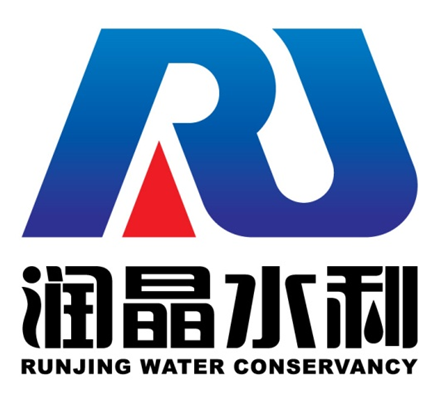 RJ
润晶水利
RUNJING WATER CONSERVANCY